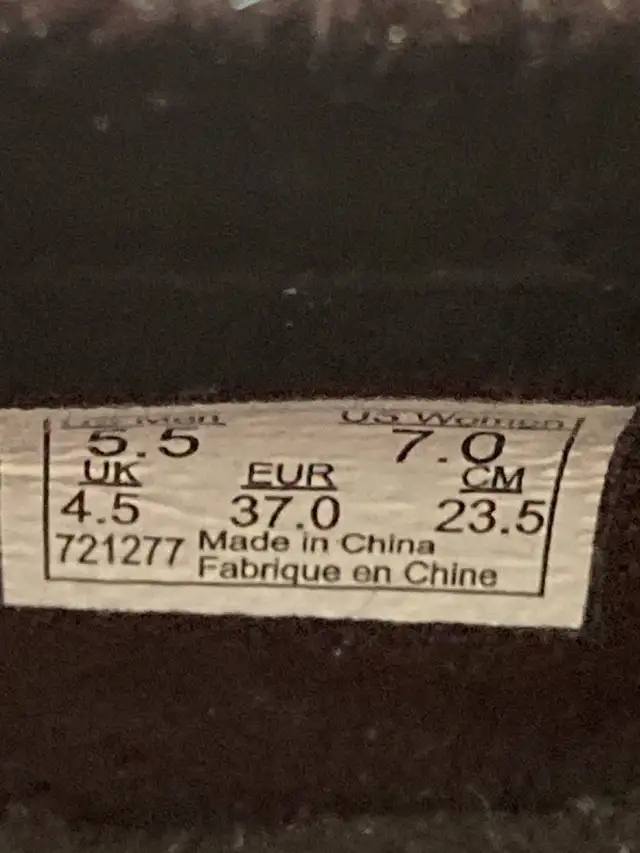 US Men US Women
5.5 7.0
UK EUR CM
4.5 37.0 23.5
721277 Made in China
Fabrique en Chine